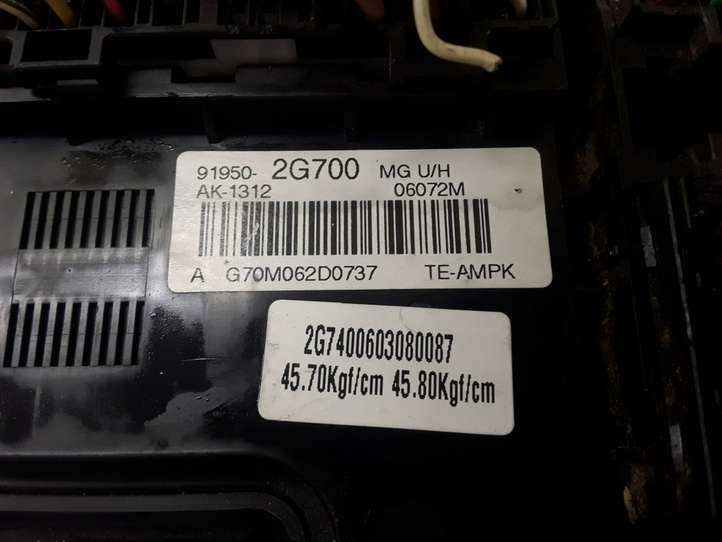 91950- 2G700 MG U/H
AK-1312 06072M
A G70M062D0737 TE-AMPK
2G7400603080087
45.70Kgf/cm 45.80Kgf/cm